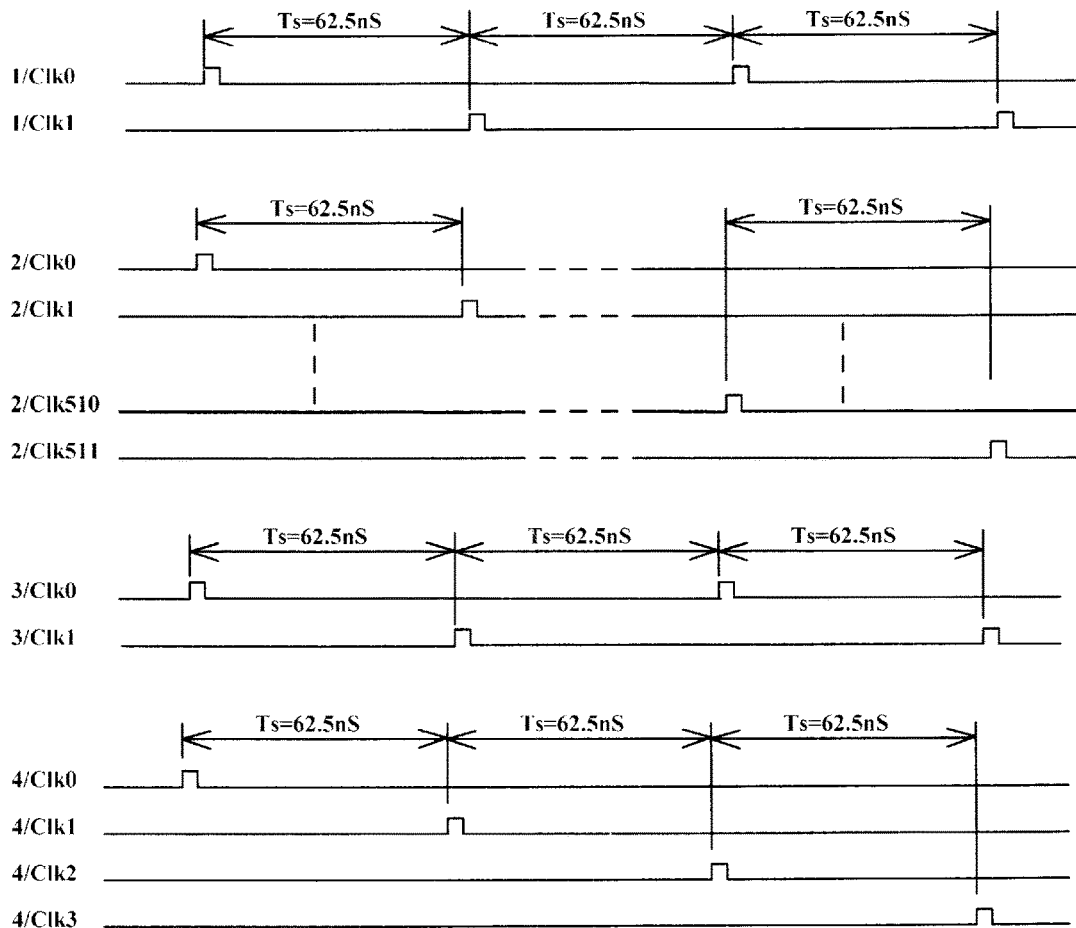 Ts=62.5nS Ts=62.5nS Ts=62.5nS
1/Clk0
1/Clk1
Ts=62.5nS Ts=62.5nS
2/Clk0
2/Clk1
2/Clk510
2/Clk511
Ts=62.5nS Ts=62.5nS Ts=62.5nS
3/Clk0
3/Clk1
Ts=62.5nS Ts=62.5nS Ts=62.5nS
4/Clk0
4/Clk1
4/Clk2
4/Clk3